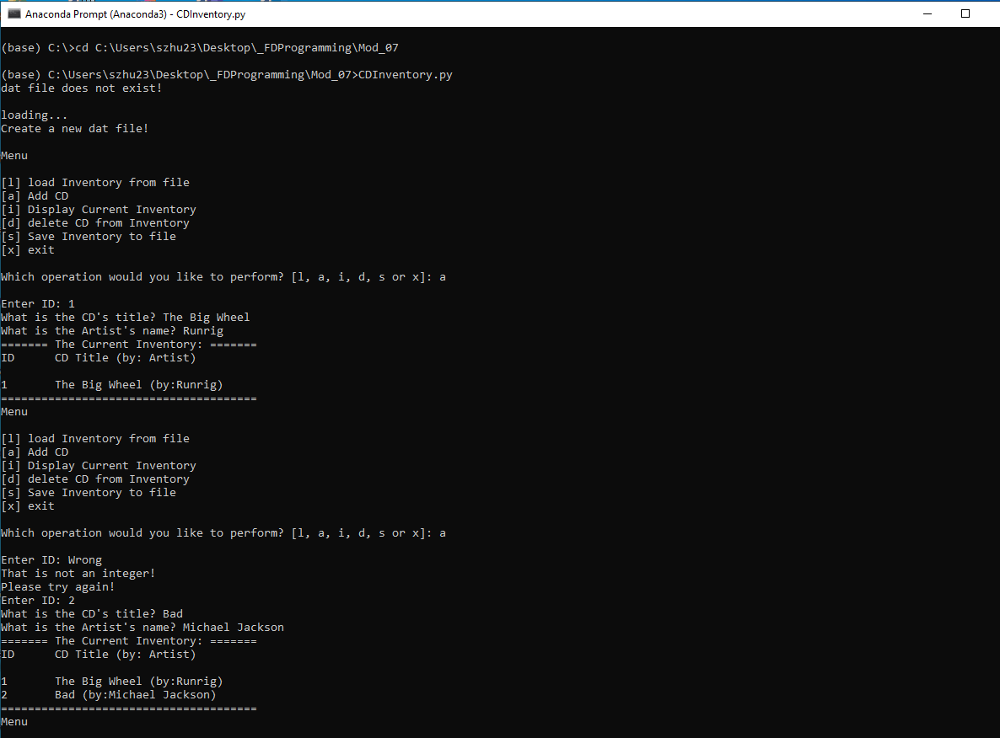 Anaconda Prompt (Anaconda3) - CDInventory.py
(base) C:\>cd C:\Users\szhu23\Desktop\_FDProgramming\Mod_07
(base) C:\Users\szhu23\Desktop\_FDProgramming\Mod_07>CDInventory.py
dat file does not exist!
loading...
Create a new dat file!
Menu
[l] load Inventory from file
[a] Add CD
[i] Display Current Inventory
[d] delete CD from Inventory
[s] Save Inventory to file
[x] exit
Which operation would you like to perform? [l, a, i, d, s or x]: a
Enter ID: 1
What is the CD's title? The Big Wheel
What is the Artist's name? Runrig
======= The Current Inventory: =======
ID      CD Title (by: Artist)
1       The Big Wheel (by:Runrig)
======================================
Menu
[l] load Inventory from file
[a] Add CD
[i] Display Current Inventory
[d] delete CD from Inventory
[s] Save Inventory to file
[x] exit
Which operation would you like to perform? [l, a, i, d, s or x]: a
Enter ID: Wrong
That is not an integer!
Please try again!
Enter ID: 2
What is the CD's title? Bad
What is the Artist's name? Michael Jackson
======= The Current Inventory: =======
ID      CD Title (by: Artist)
1       The Big Wheel (by:Runrig)
2       Bad (by:Michael Jackson)
======================================
Menu